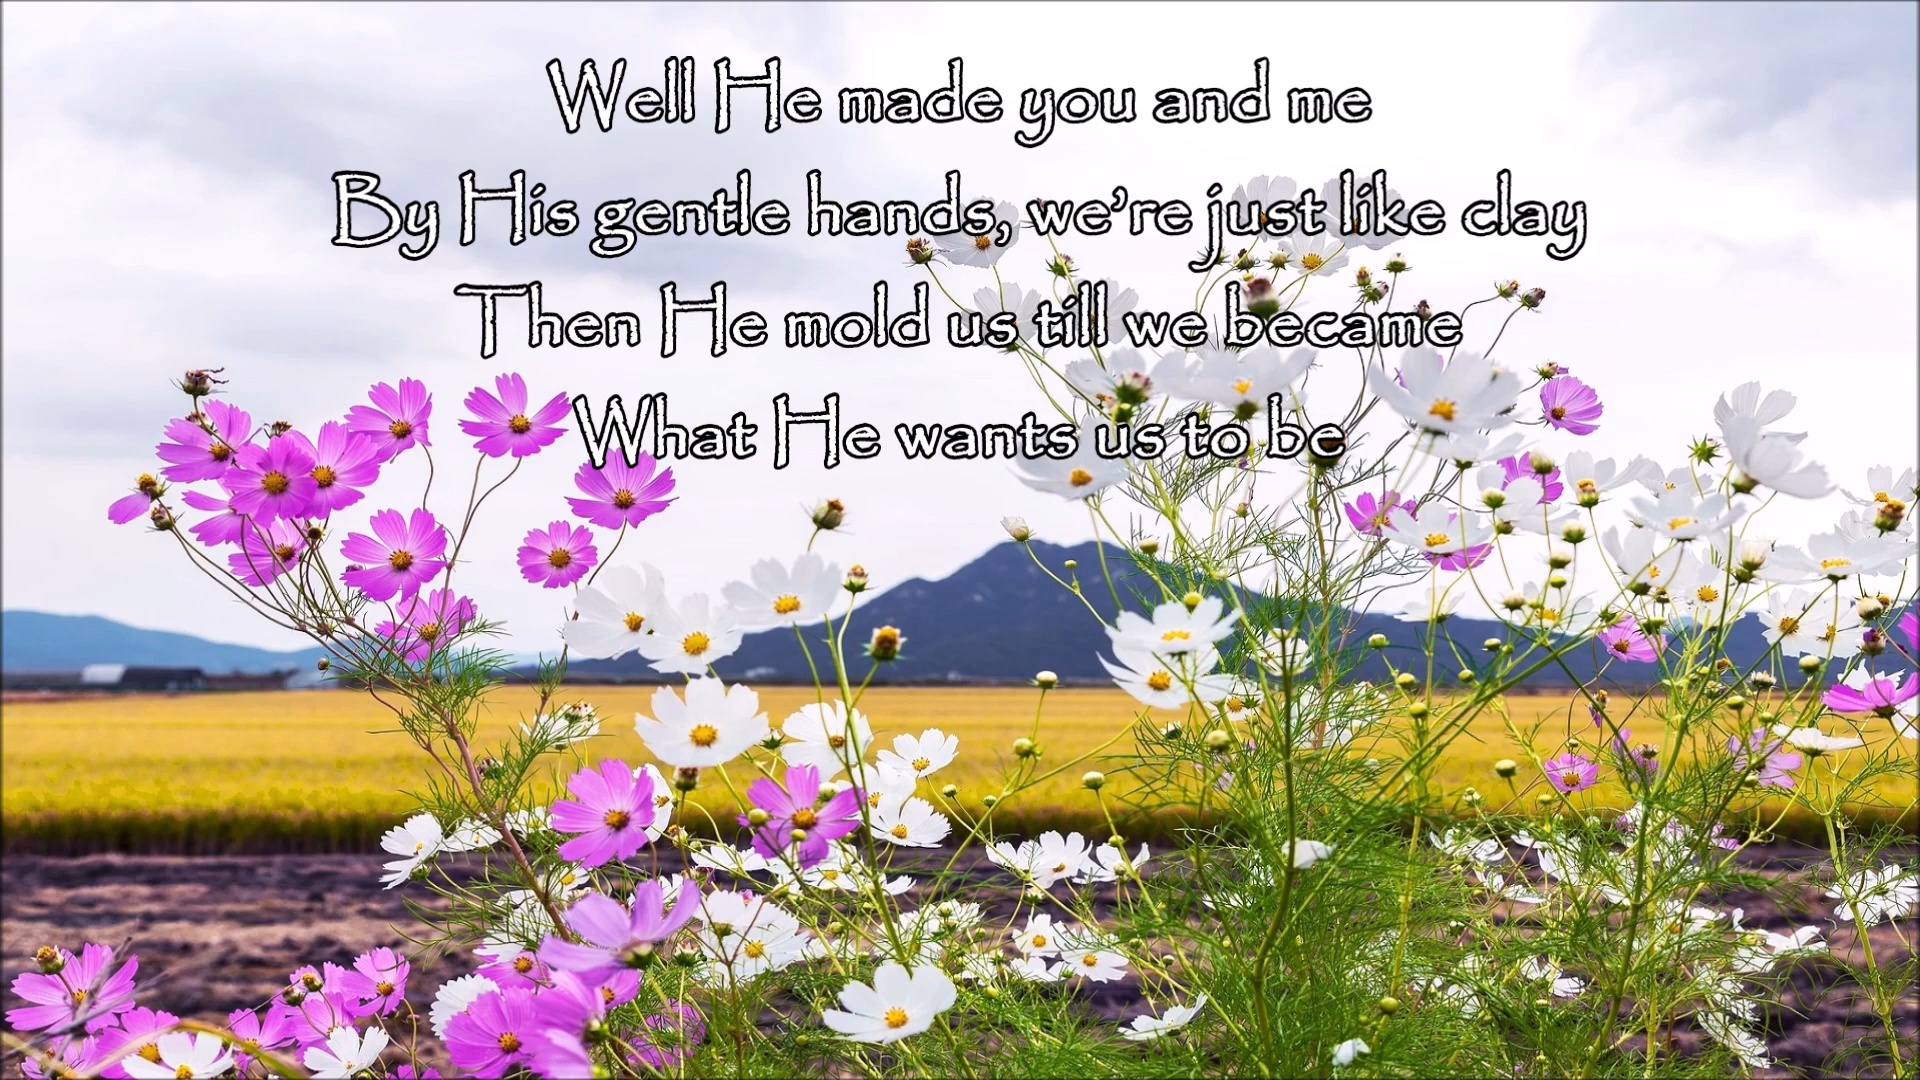 Well He made you and me
By His gentle hands, we’re just like clay
Then He mold us till we became
What He wants us to be